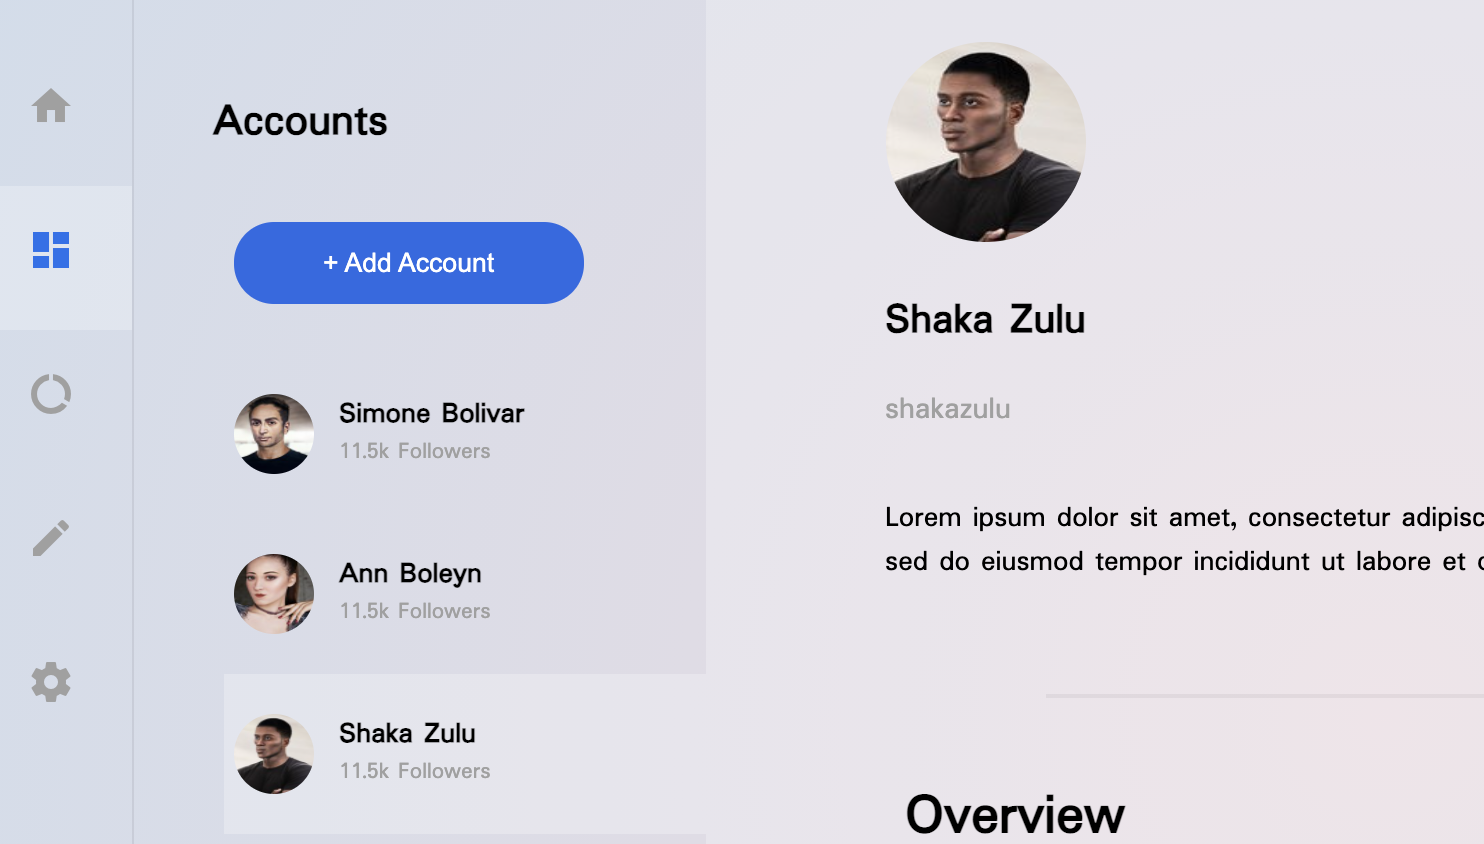 Accounts
+ Add Account
Simone Bolivar
11.5k Followers
Ann Boleyn
11.5k Followers
Shaka Zulu
11.5k Followers
Shaka Zulu
shakazulu
Lorem ipsum dolor sit amet, consectetur adipisc
sed do eiusmod tempor incididunt ut labore et
Overview